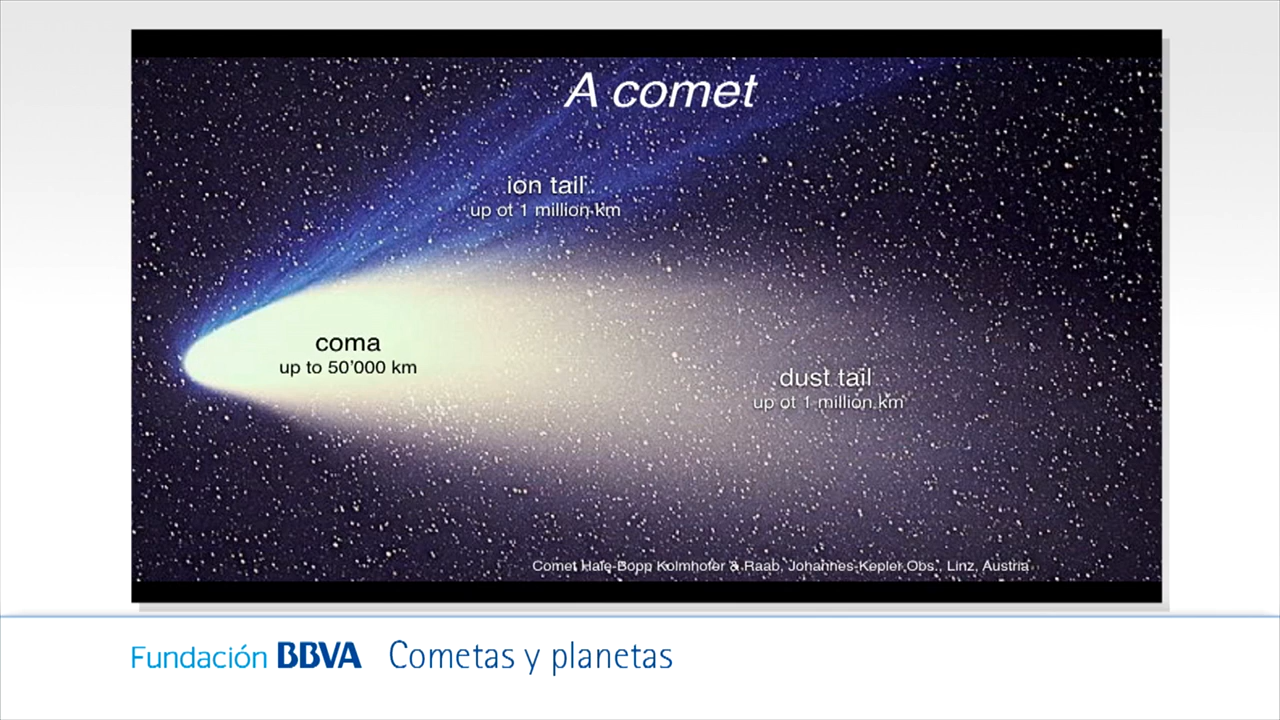 A comet
ion tail
up ot 1 million km
coma
up to 50'000 km
dust tail
up ot 1 million km
Comet Hale-Bopp Kolmhofer & Raab, Johannes-Kepler Obs., Linz, Austria
Fundación BBVA Cometas y planetas